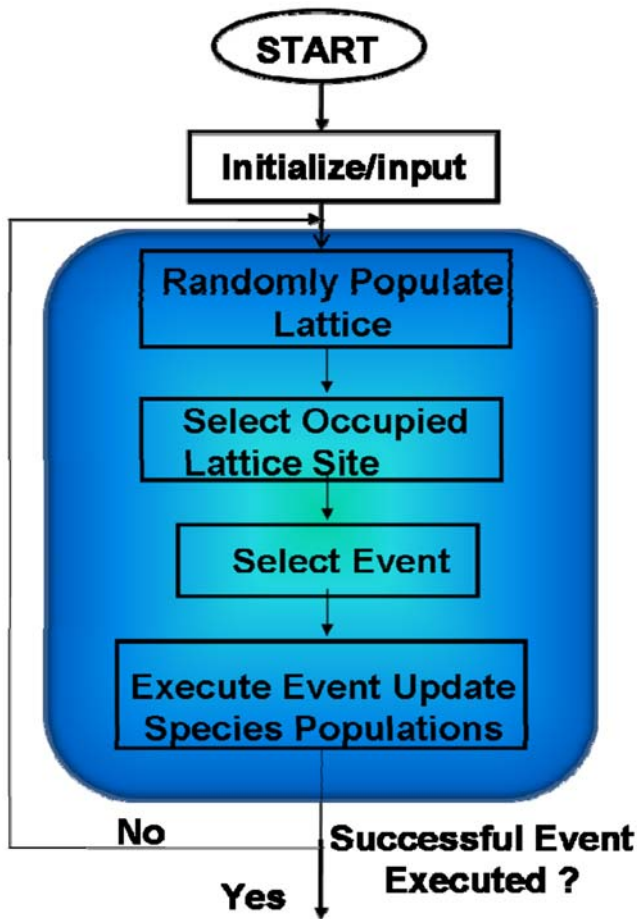 START
Initialize/input
Randomly Populate
Lattice
Select Occupied
Lattice Site
Select Event
Execute Event Update
Species Populations
No
Successful Event
Executed ?
Yes